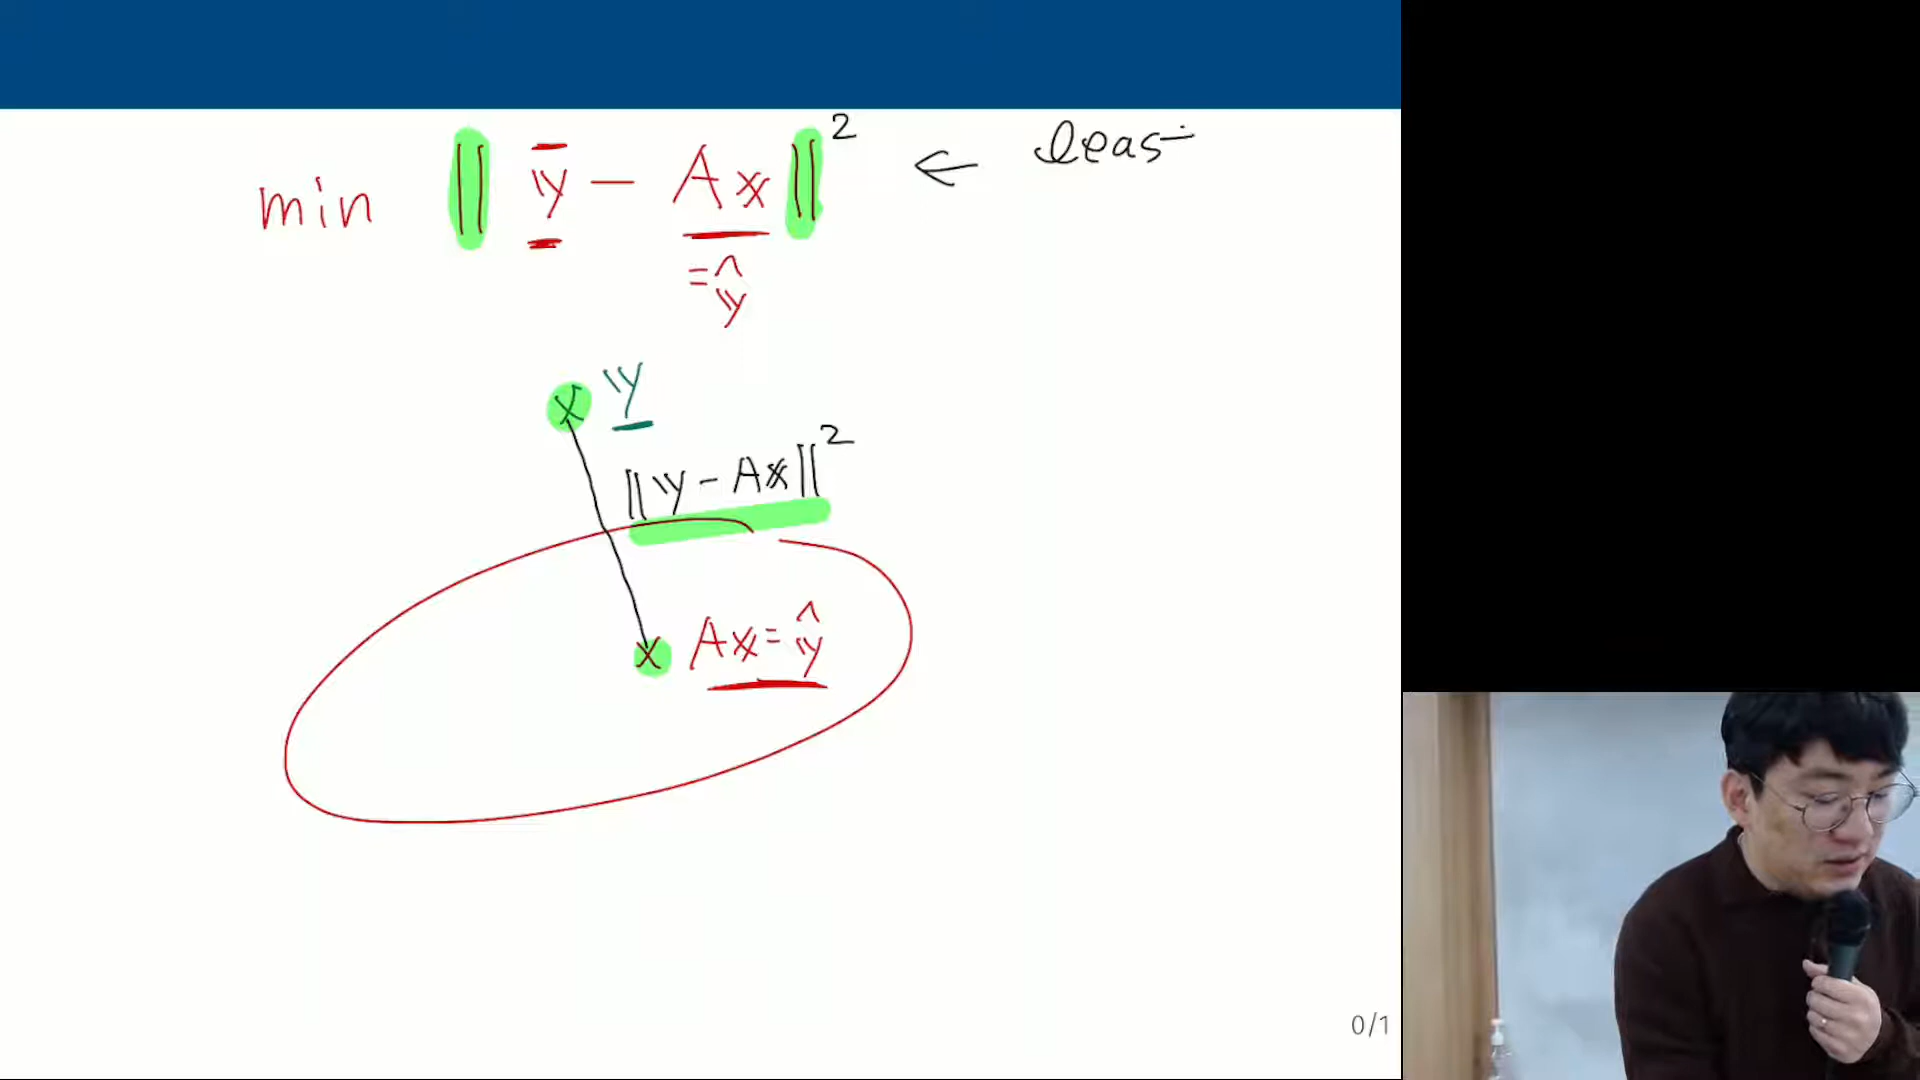 min ‖ y − Ax ‖² ← leas
= ŷ
y
‖y − Ax‖²
Ax = ŷ
0/1